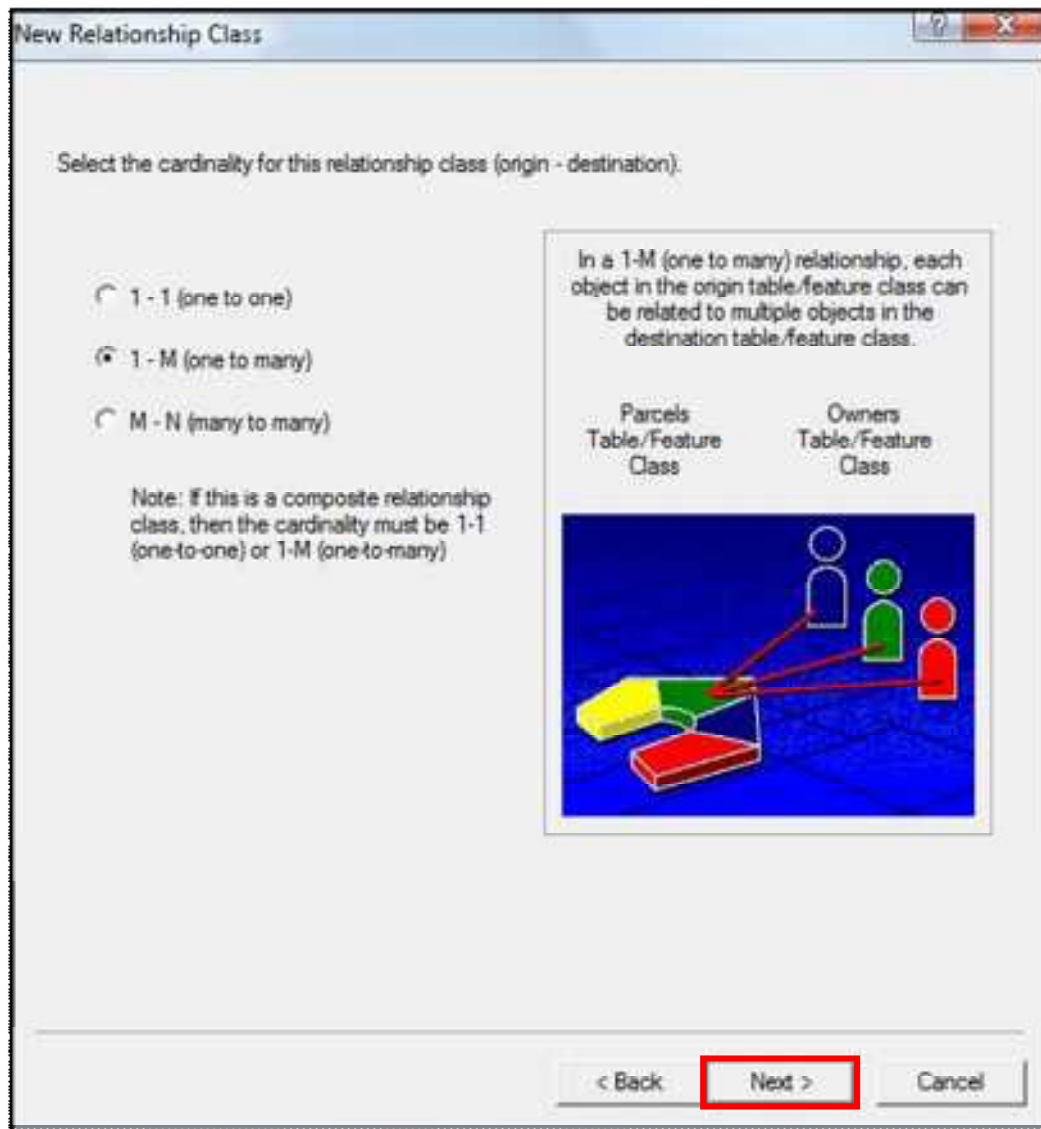 New Relationship Class
Select the cardinality for this relationship class (origin - destination).
1 - 1 (one to one)
1 - M (one to many)
M - N (many to many)
Note: If this is a composite relationship
class, then the cardinality must be 1-1
(one-to-one) or 1-M (one-to-many)
In a 1-M (one to many) relationship, each
object in the origin table/feature class can
be related to multiple objects in the
destination table/feature class.
Parcels
Table/Feature
Class
Owners
Table/Feature
Class
< Back
Next >
Cancel